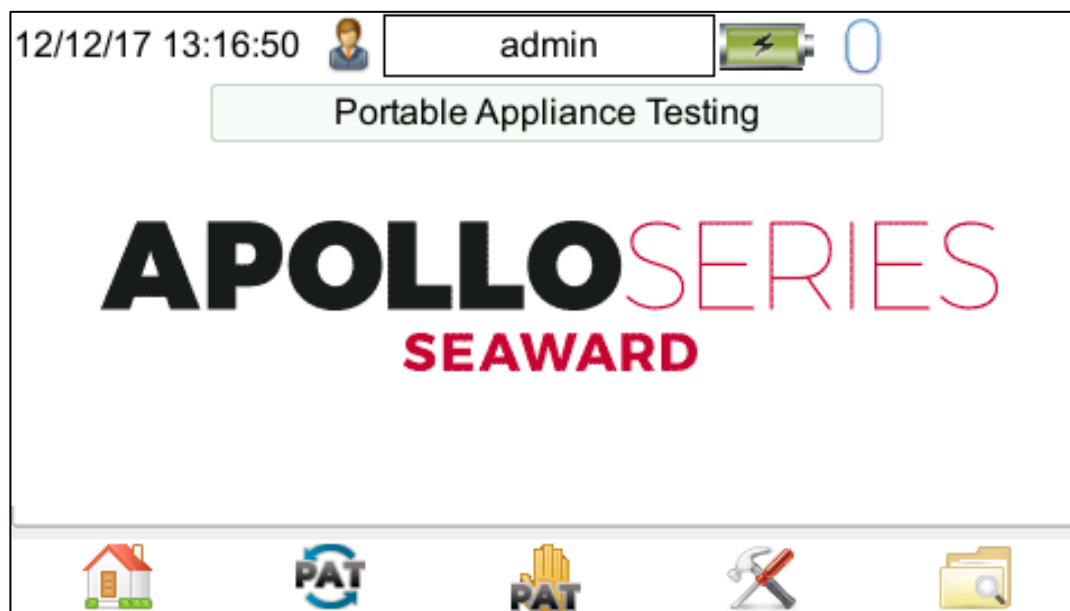 12/12/17 13:16:50 admin
Portable Appliance Testing
APOLLOSERIES
SEAWARD
PAT PAT